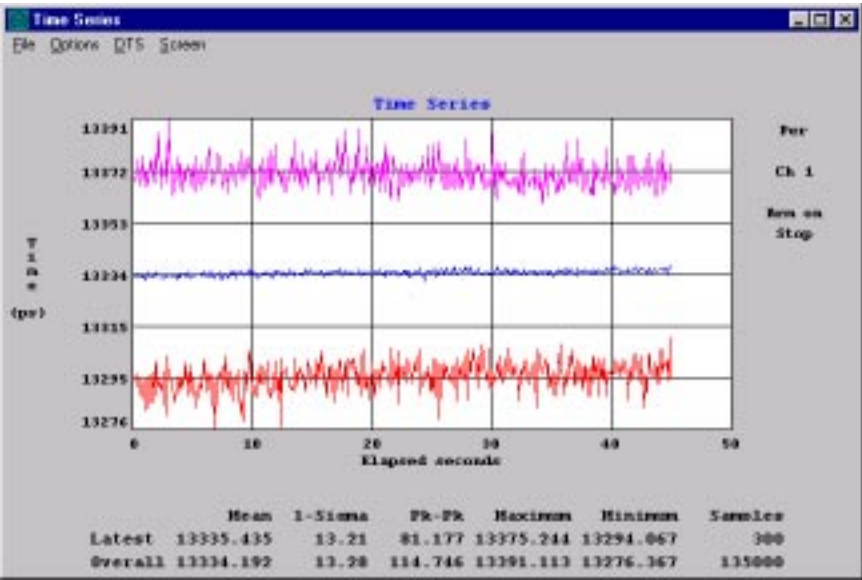 Time Series
File Options DTS Screen
Time Series
13391
13372
13353
13334
13315
13295
13276
Time
(ps)
0 10 20 30 40 50
Elapsed seconds
Per
Ch 1
Rem on
Stop
Mean 1-Sigma Pk-Pk Maximum Minimum Samples
Latest 13335.435 13.21 81.177 13375.244 13294.067 300
Overall 13334.192 13.20 114.746 13391.113 13276.367 135000